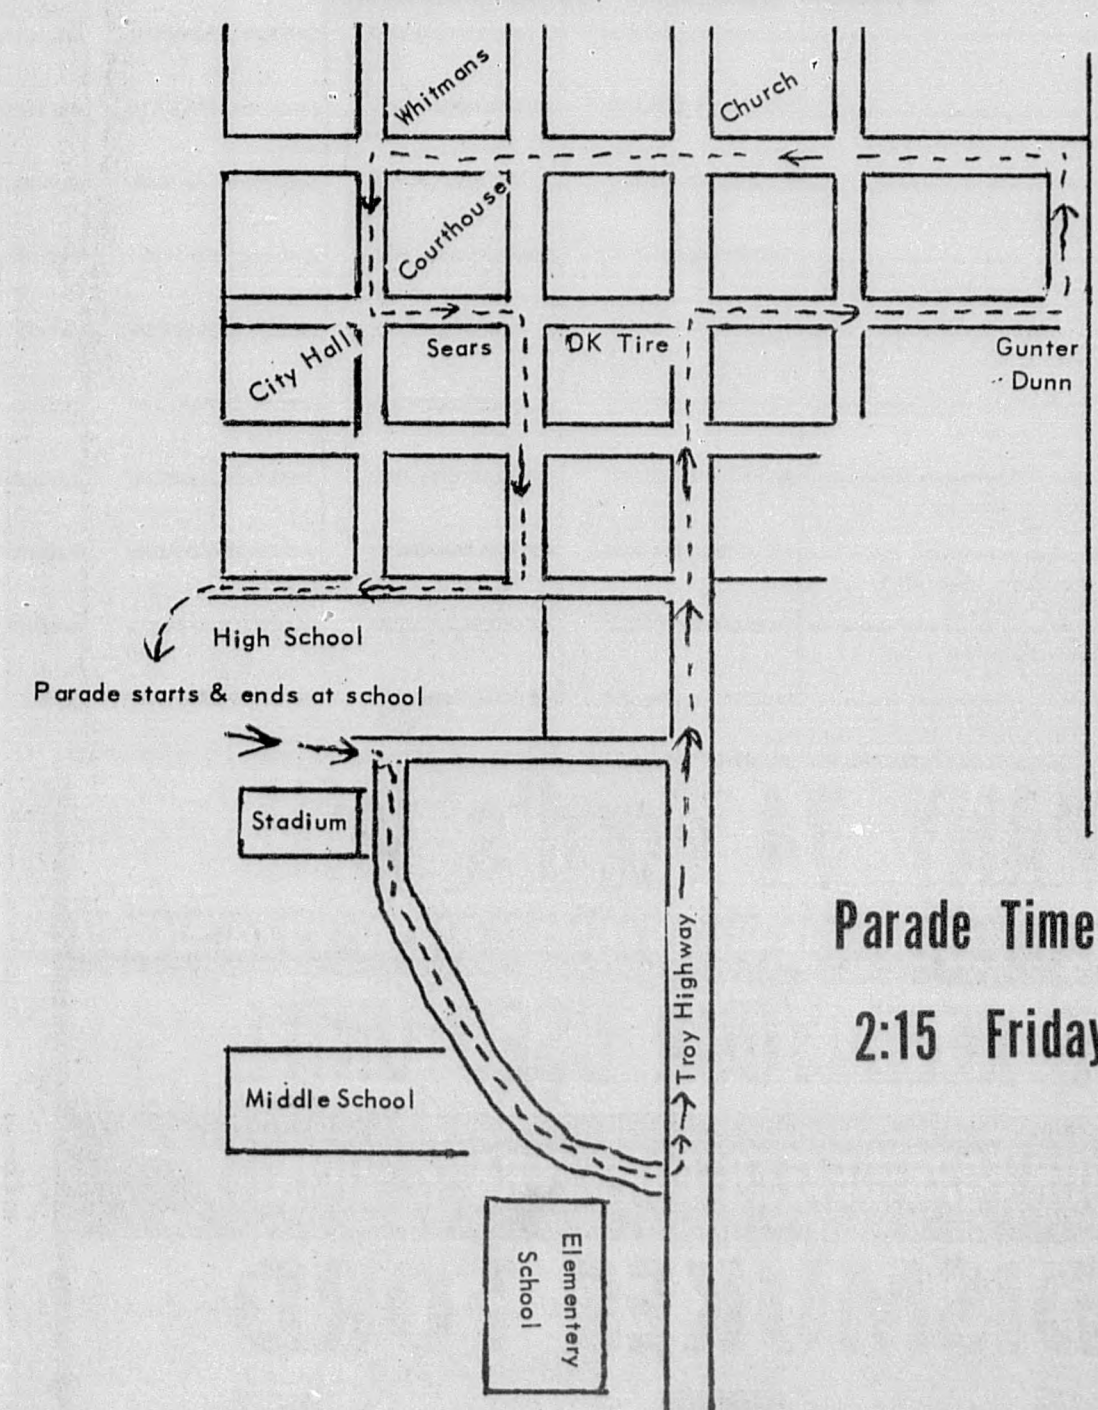 Whitmans
Church
Courthouse
City Hall
Sears
OK Tire
Gunter
Dunn
High School
Parade starts & ends at school
Stadium
Troy Highway
Parade Time
2:15 Friday
Middle School
Elementery
School